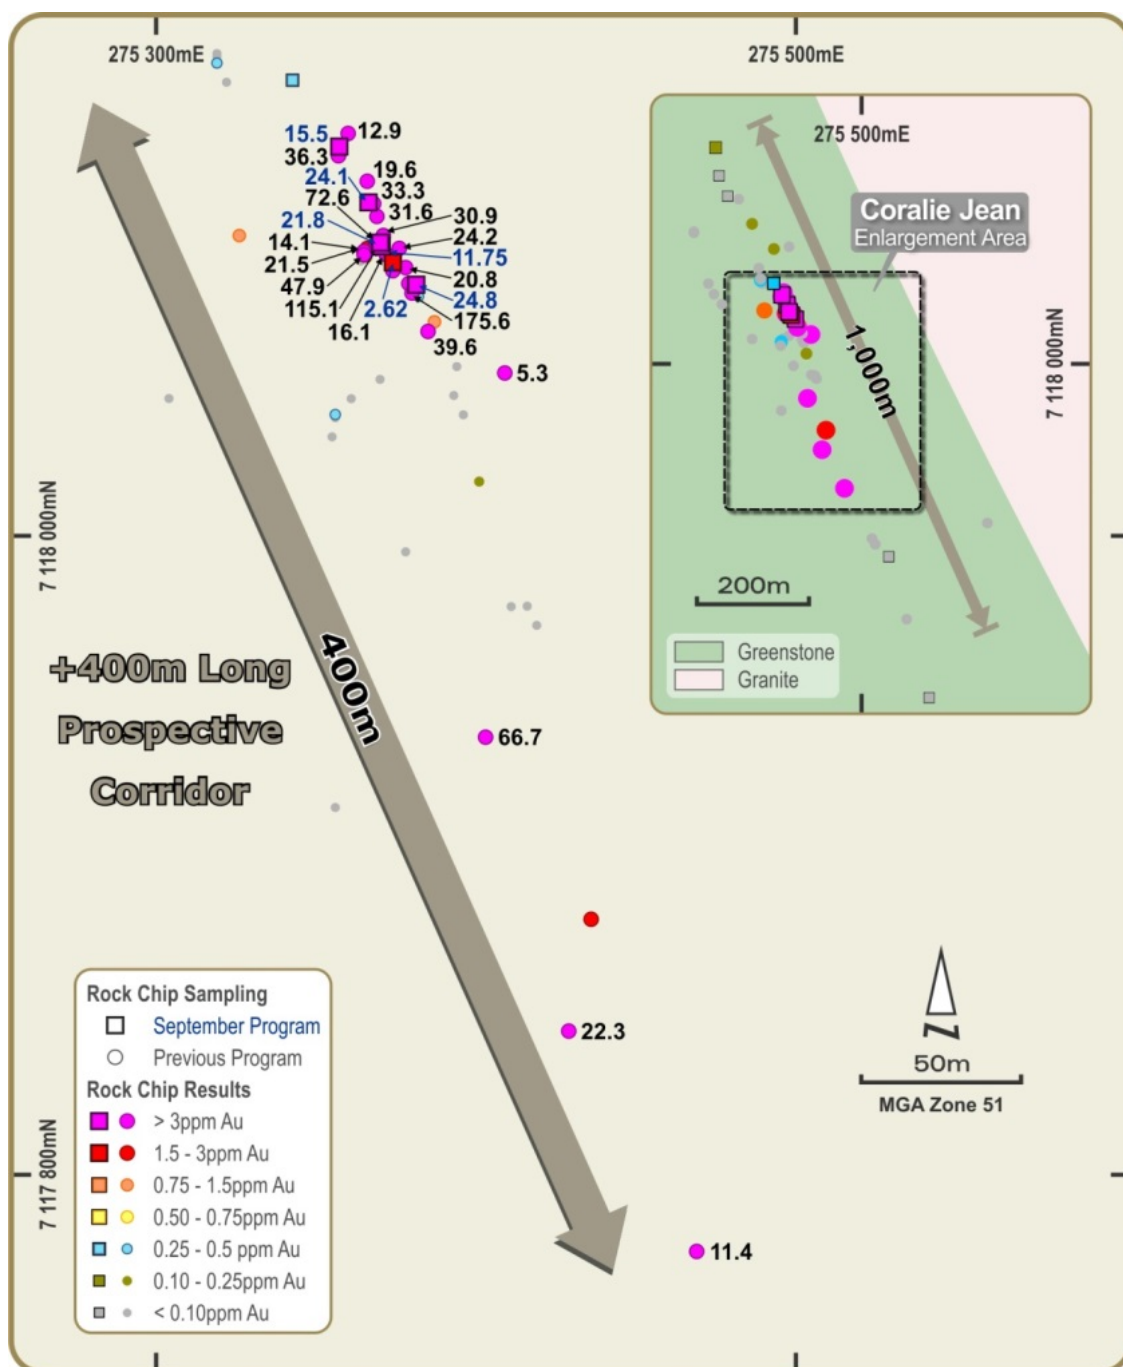 275 300mE
275 500mE
15.5
12.9
36.3
19.6
24.1
33.3
72.6
31.6
30.9
21.8
24.2
14.1
11.75
21.5
20.8
47.9
24.8
115.1
2.62
175.6
16.1
39.6
5.3
7 118 000mN
+400m Long
Prospective
Corridor
400m
66.7
22.3
11.4
7 117 800mN
275 500mE
Coralie Jean
Enlargement Area
1,000m
7 118 000mN
200m
Greenstone
Granite
Rock Chip Sampling
September Program
Previous Program
Rock Chip Results
> 3ppm Au
1.5 - 3ppm Au
0.75 - 1.5ppm Au
0.50 - 0.75ppm Au
0.25 - 0.5 ppm Au
0.10 - 0.25ppm Au
< 0.10ppm Au
N
50m
MGA Zone 51